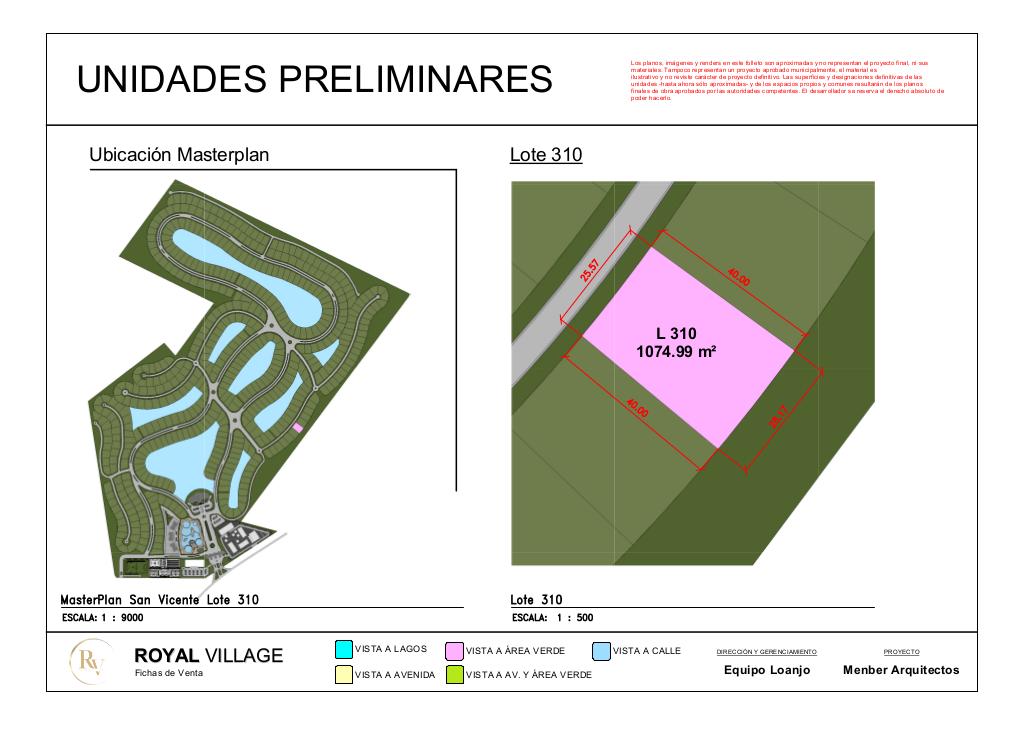 UNIDADES PRELIMINARES
Los planos, imágenes y renders en este folleto son aproximadas y no representan el proyecto final, ni sus
materiales. Tampoco representan un proyecto aprobado municipalmente, el material es
ilustrativo y no reviste carácter de proyecto definitivo. Las superficies y designaciones definitivas de las
unidades -hasta ahora sólo aproximadas- y de los espacios propios y comunes resultarán de los planos
finales de obra aprobados por las autoridades competentes. El desarrollador se reserva el derecho absoluto de
poder hacerlo.
Ubicación Masterplan
Lote 310
25.57
40.00
L 310
1074.99 m²
40.00
MasterPlan San Vicente Lote 310
ESCALA: 1 : 9000
Lote 310
ESCALA: 1 : 500
RV
ROYAL VILLAGE
Fichas de Venta
VISTA A LAGOS
VISTA A ÁREA VERDE
VISTA A CALLE
VISTA A AVENIDA
VISTA A AV. Y ÁREA VERDE
DIRECCIÓN Y GERENCIAMIENTO
Equipo Loanjo
PROYECTO
Menber Arquitectos